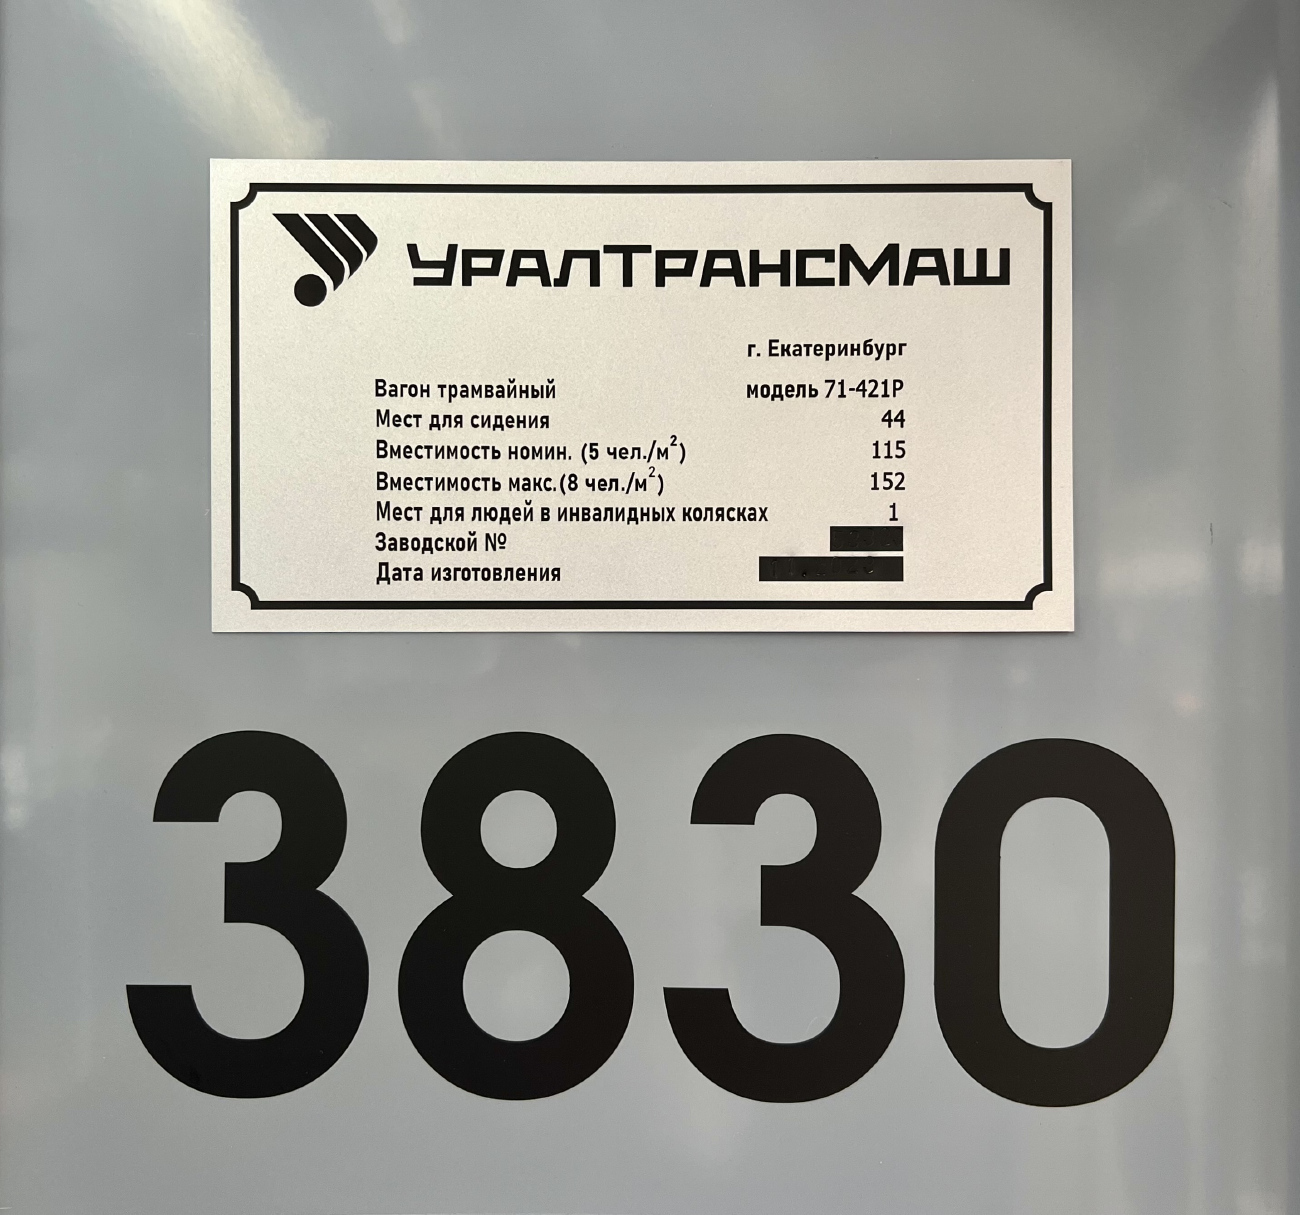 УРАЛТРАНСМАШ
г. Екатеринбург
Вагон трамвайный модель 71-421Р
Мест для сидения 44
Вместимость номин. (5 чел./м²) 115
Вместимость макс.(8 чел./м²) 152
Мест для людей в инвалидных колясках 1
Заводской №
Дата изготовления
3830